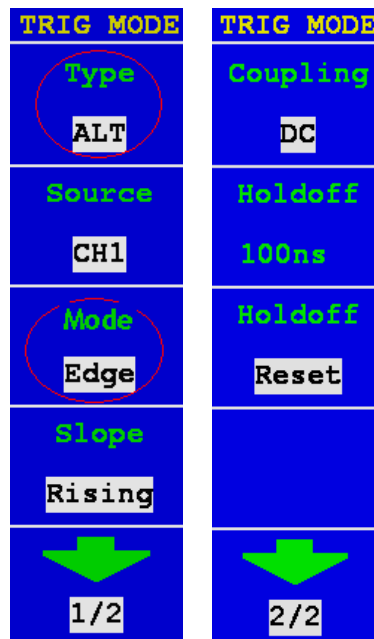 TRIG MODE
Type
ALT
Source
CH1
Mode
Edge
Slope
Rising
1/2
TRIG MODE
Coupling
DC
Holdoff
100ns
Holdoff
Reset
2/2